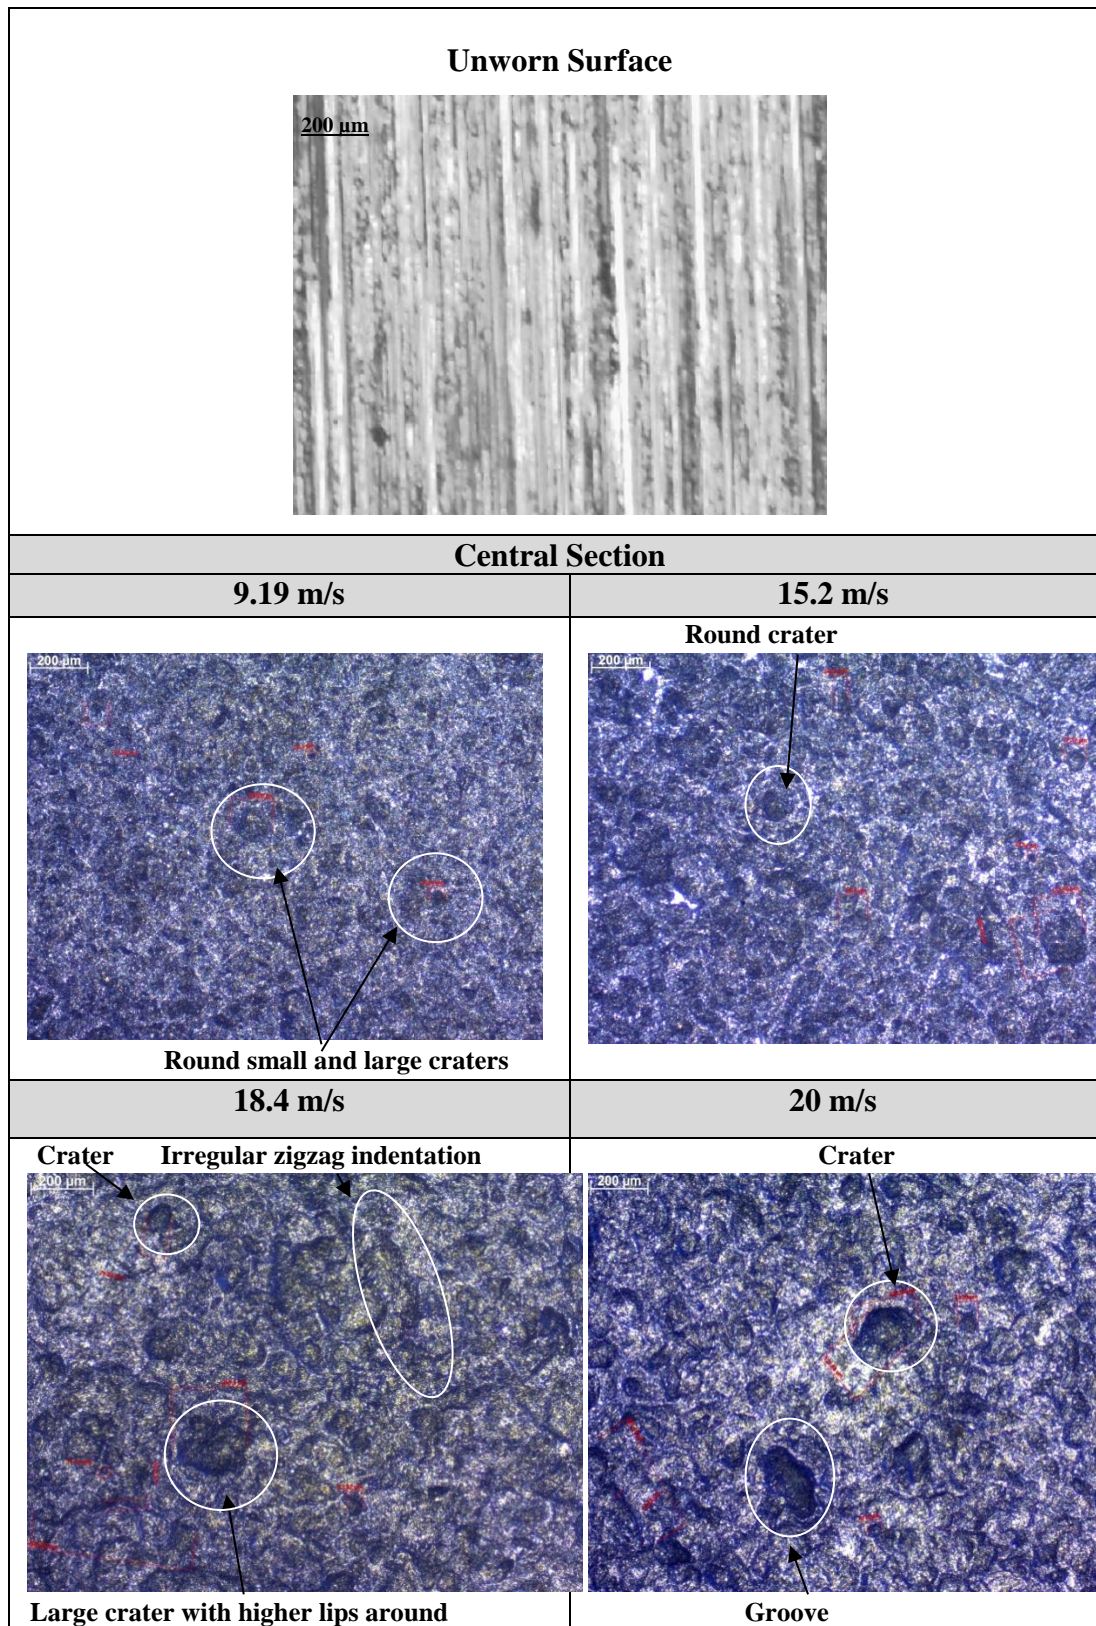 Unworn Surface
200 µm
Central Section
9.19 m/s
15.2 m/s
Round crater
200 µm
200 µm
Round small and large craters
18.4 m/s
20 m/s
Crater
Irregular zigzag indentation
Crater
200 µm
200 µm
Large crater with higher lips around
Groove